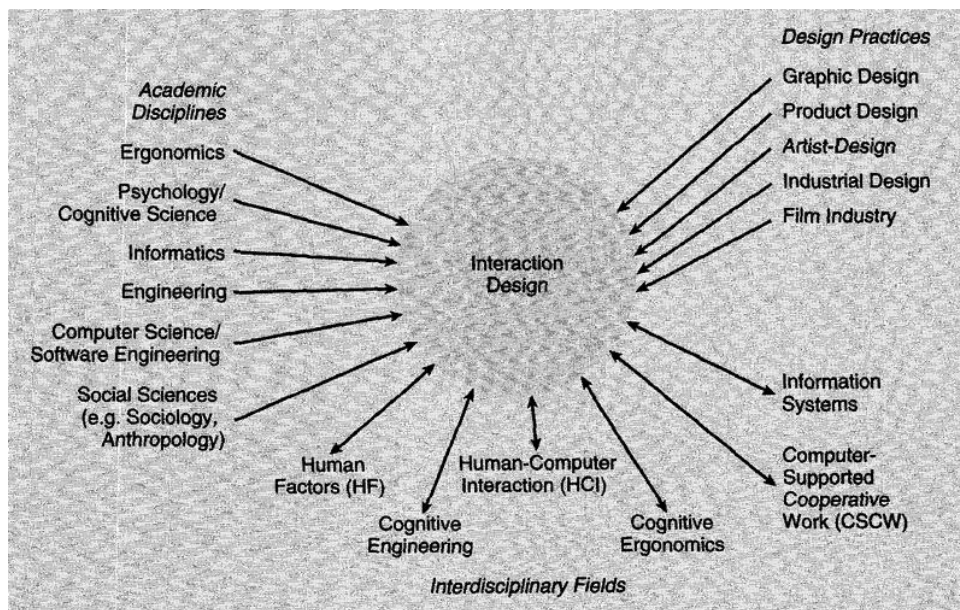 Academic
Disciplines
Ergonomics
Psychology/
Cognitive Science
Informatics
Engineering
Computer Science/
Software Engineering
Social Sciences
(e.g. Sociology,
Anthropology)
Design Practices
Graphic Design
Product Design
Artist-Design
Industrial Design
Film Industry
Interaction
Design
Information
Systems
Computer-
Supported
Cooperative
Work (CSCW)
Human
Factors (HF)
Cognitive
Engineering
Human-Computer
Interaction (HCI)
Cognitive
Ergonomics
Interdisciplinary Fields